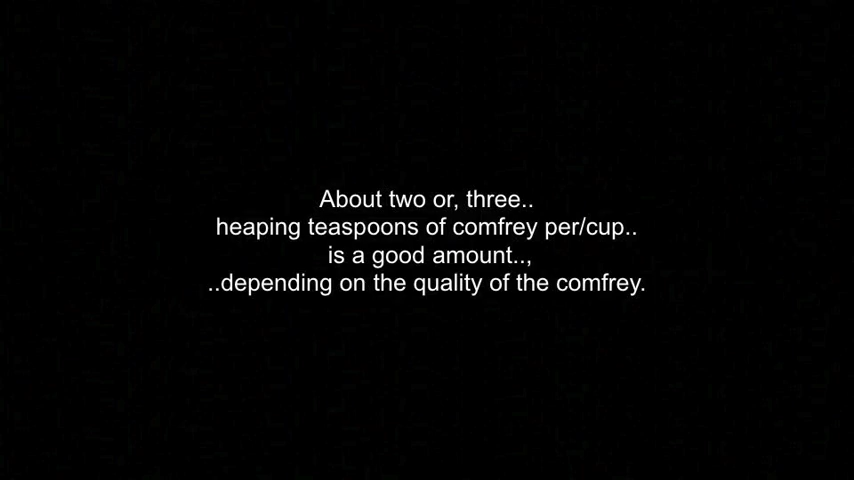 About two or, three..
heaping teaspoons of comfrey per/cup..
is a good amount..,
..depending on the quality of the comfrey.